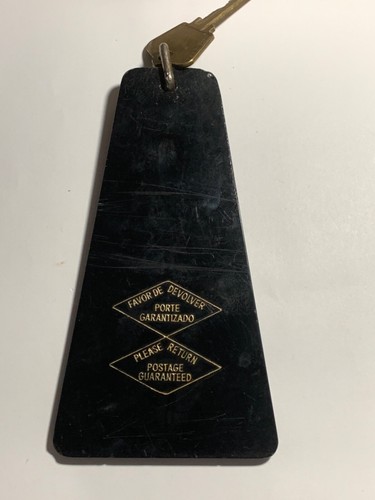 FAVOR DE DEVOLVER
PORTE
GARANTIZADO
PLEASE RETURN
POSTAGE
GUARANTEED